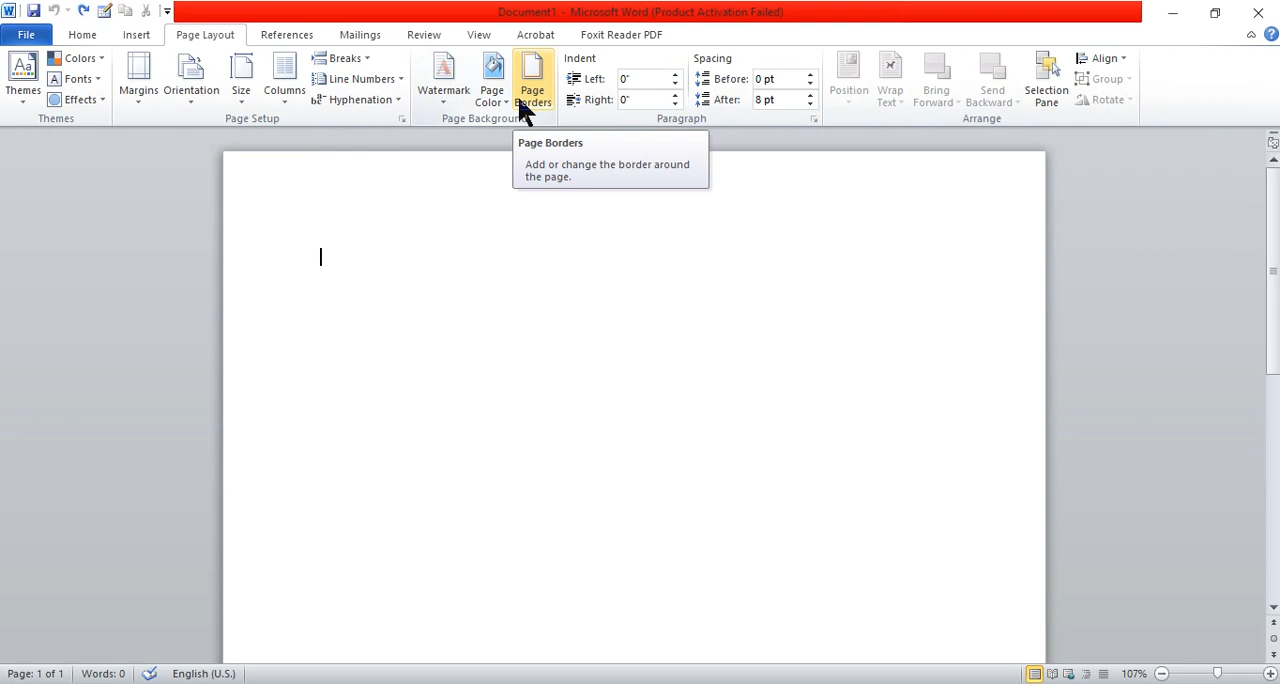 Document1 - Microsoft Word (Product Activation Failed)
File Home Insert Page Layout References Mailings Review View Acrobat Foxit Reader PDF
Themes
Colors
Fonts
Effects
Themes
Margins
Orientation
Size
Columns
Breaks
Line Numbers
Hyphenation
Page Setup
Watermark
Page Color
Page Borders
Page Background
Indent
Left: 0"
Right: 0"
Spacing
Before: 0 pt
After: 8 pt
Paragraph
Position
Wrap Text
Bring Forward
Send Backward
Selection Pane
Align
Group
Rotate
Arrange
Page Borders
Add or change the border around
the page.
Page: 1 of 1 Words: 0 English (U.S.) 107%